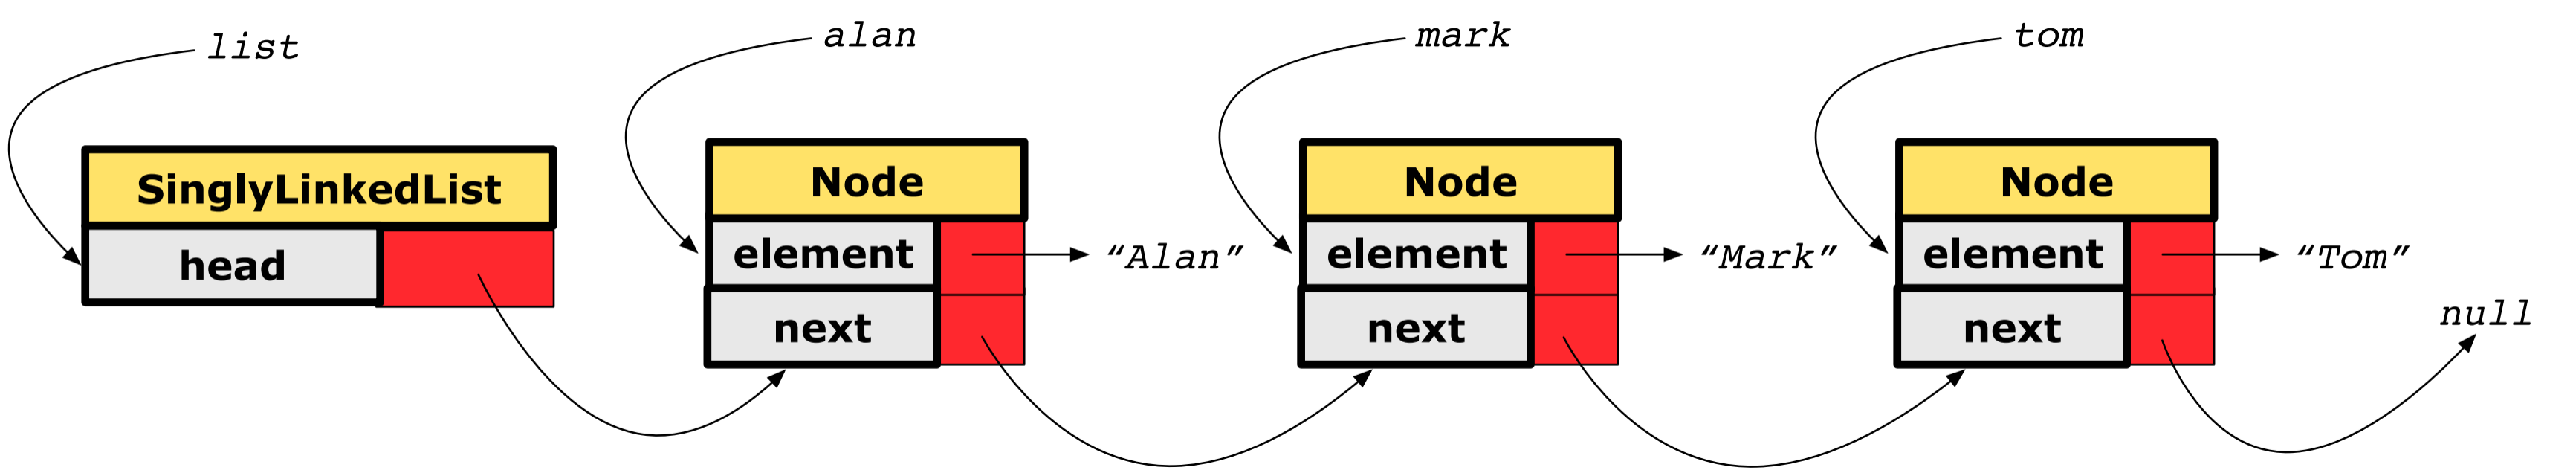 list
alan
mark
tom
SinglyLinkedList
head
Node
element
“Alan”
next
Node
element
“Mark”
next
Node
element
“Tom”
next
null